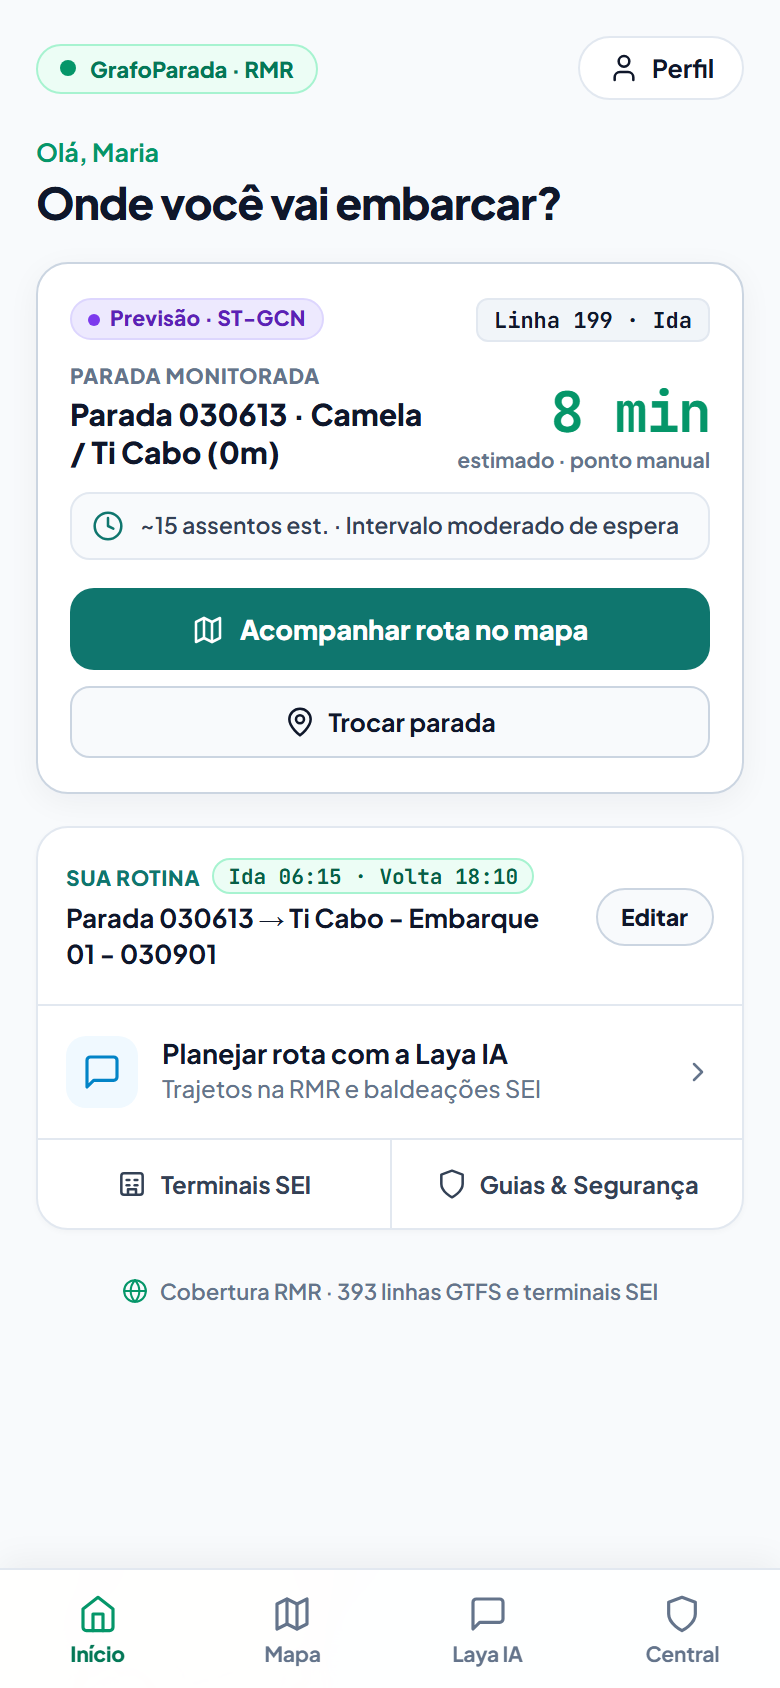 GrafoParada · RMR
Perfil
Olá, Maria
Onde você vai embarcar?
Previsão · ST-GCN
Linha 199 · Ida
PARADA MONITORADA
Parada 030613 · Camela
/ Ti Cabo (0m)
8 min
estimado · ponto manual
~15 assentos est. · Intervalo moderado de espera
Acompanhar rota no mapa
Trocar parada
SUA ROTINA
Ida 06:15 · Volta 18:10
Parada 030613 → Ti Cabo - Embarque
01 - 030901
Editar
Planejar rota com a Laya IA
Trajetos na RMR e baldeações SEI
Terminais SEI
Guias & Segurança
Cobertura RMR · 393 linhas GTFS e terminais SEI
Início
Mapa
Laya IA
Central